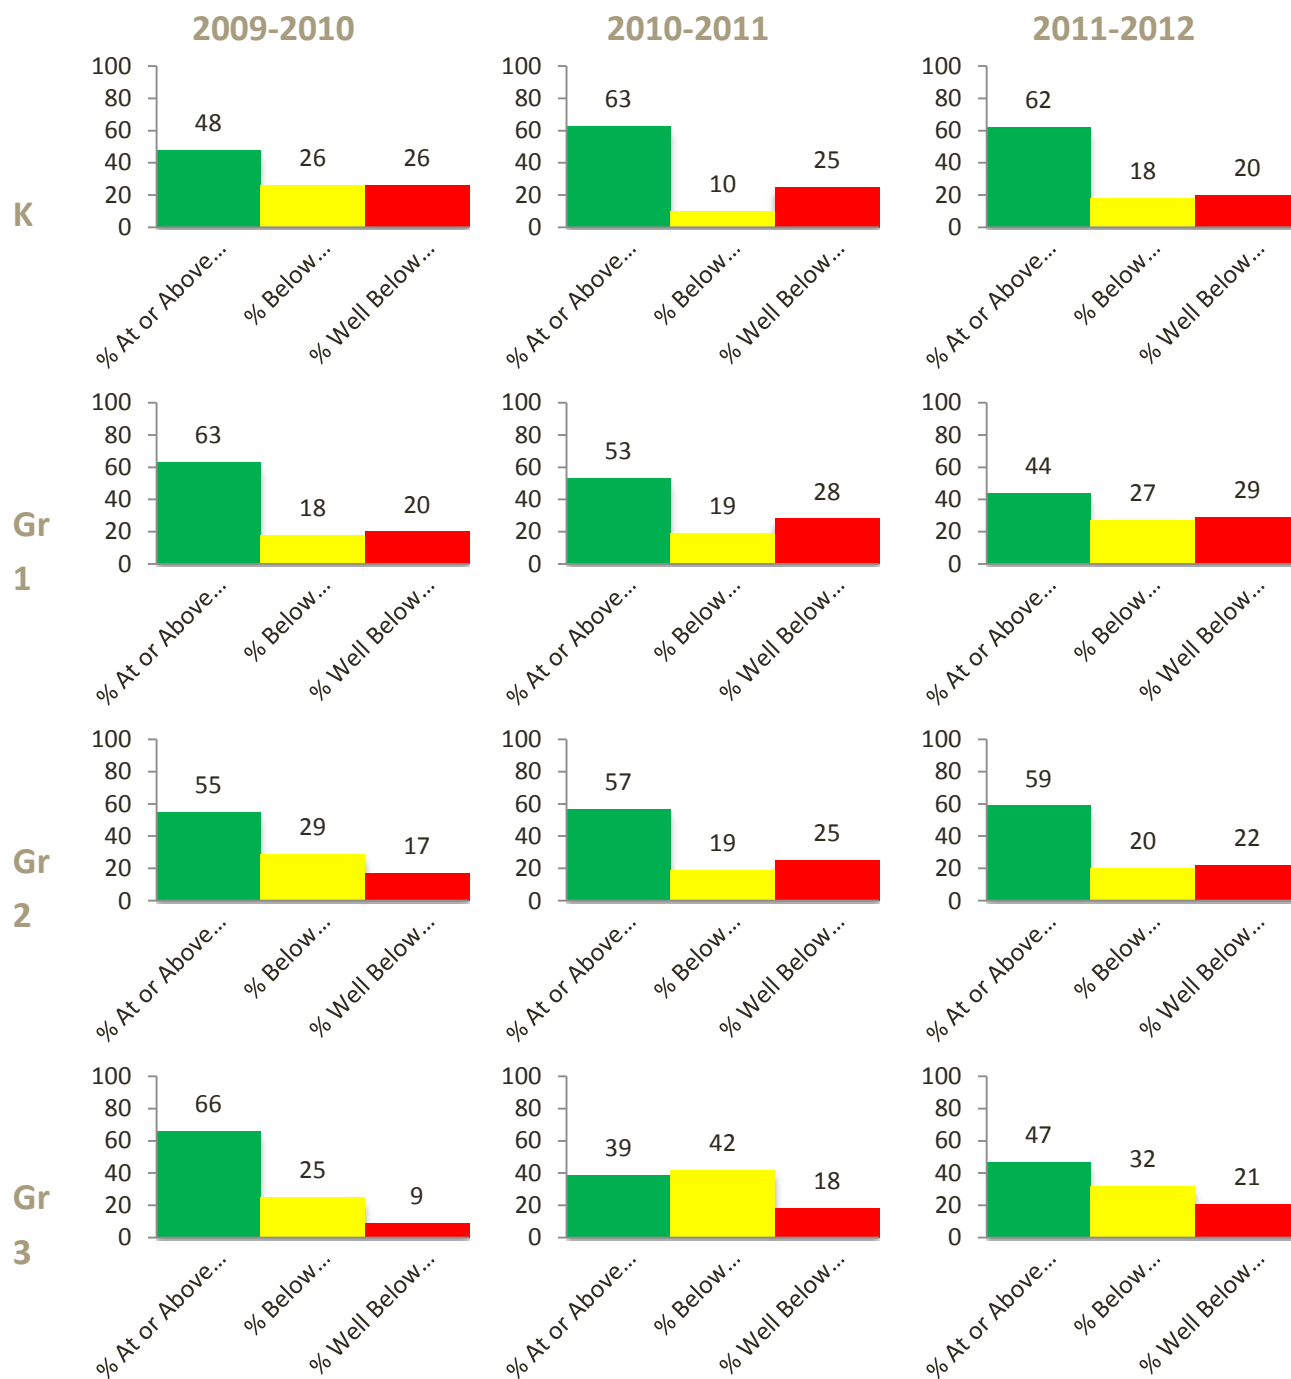 2009-2010 2010-2011 2011-2012
K
100 80 60 40 20 0
48 26 26
% At or Above... % Below... % Well Below...
100 80 60 40 20 0
63 10 25
% At or Above... % Below... % Well Below...
100 80 60 40 20 0
62 18 20
% At or Above... % Below... % Well Below...
Gr
1
100 80 60 40 20 0
63 18 20
% At or Above... % Below... % Well Below...
100 80 60 40 20 0
53 19 28
% At or Above... % Below... % Well Below...
100 80 60 40 20 0
44 27 29
% At or Above... % Below... % Well Below...
Gr
2
100 80 60 40 20 0
55 29 17
% At or Above... % Below... % Well Below...
100 80 60 40 20 0
57 19 25
% At or Above... % Below... % Well Below...
100 80 60 40 20 0
59 20 22
% At or Above... % Below... % Well Below...
Gr
3
100 80 60 40 20 0
66 25 9
% At or Above... % Below... % Well Below...
100 80 60 40 20 0
39 42 18
% At or Above... % Below... % Well Below...
100 80 60 40 20 0
47 32 21
% At or Above... % Below... % Well Below...